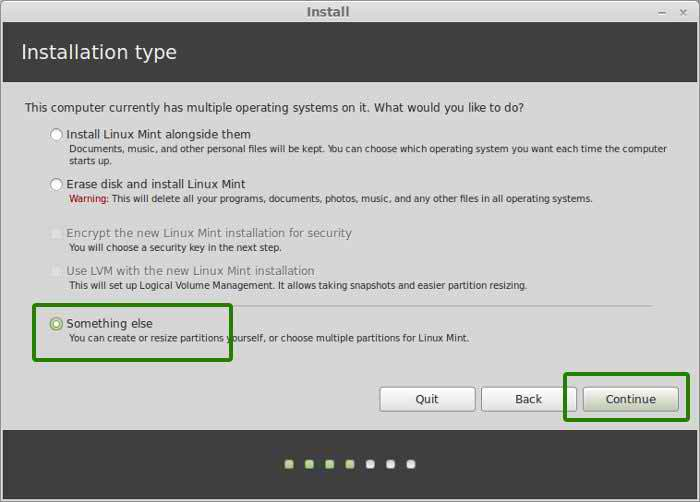 Install
Installation type
This computer currently has multiple operating systems on it. What would you like to do?
Install Linux Mint alongside them
Documents, music, and other personal files will be kept. You can choose which operating system you want each time the computer
starts up.
Erase disk and install Linux Mint
Warning: This will delete all your programs, documents, photos, music, and any other files in all operating systems.
Encrypt the new Linux Mint installation for security
You will choose a security key in the next step.
Use LVM with the new Linux Mint installation
This will set up Logical Volume Management. It allows taking snapshots and easier partition resizing.
Something else
You can create or resize partitions yourself, or choose multiple partitions for Linux Mint.
Quit Back Continue